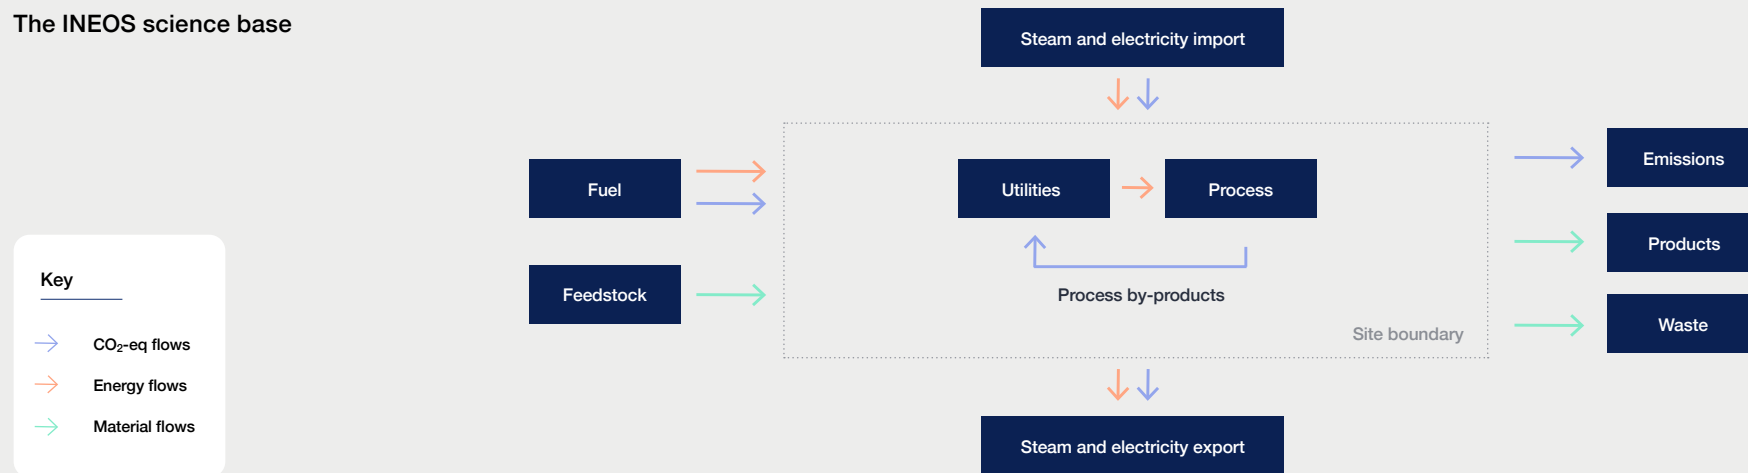 The INEOS science base
Steam and electricity import
Fuel
Utilities
Process
Emissions
Products
Feedstock
Process by-products
Waste
Site boundary
Steam and electricity export
Key
CO₂-eq flows
Energy flows
Material flows